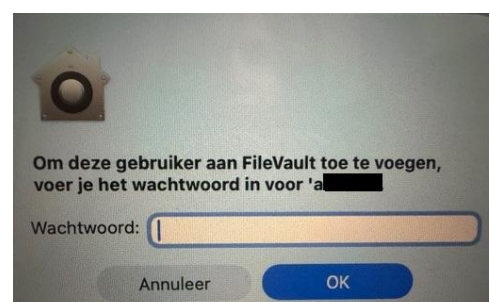 Om deze gebruiker aan FileVault toe te voegen,
voer je het wachtwoord in voor 'a
Wachtwoord:
Annuleer OK